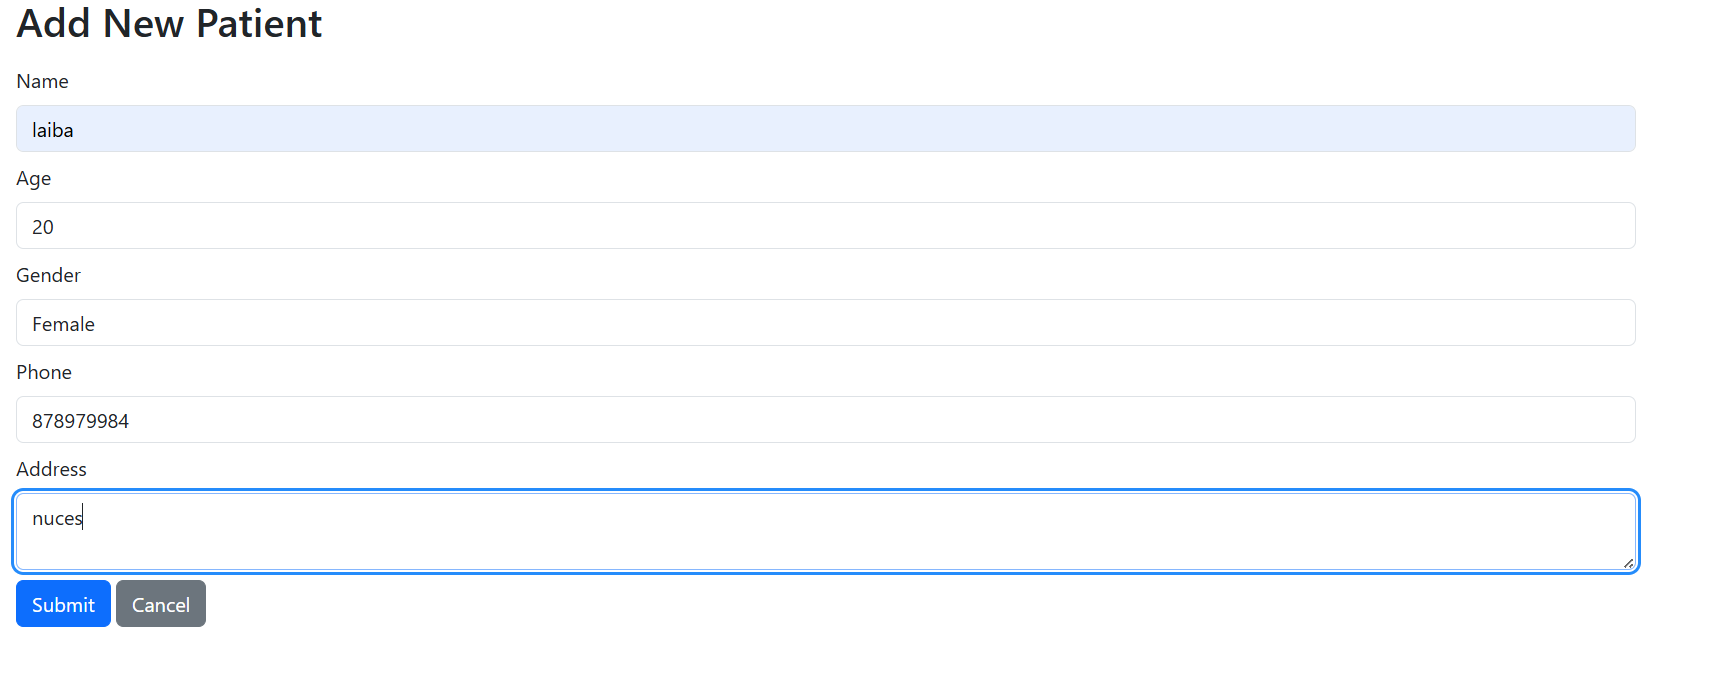 Add New Patient
Name
laiba
Age
20
Gender
Female
Phone
878979984
Address
nuces
Submit Cancel